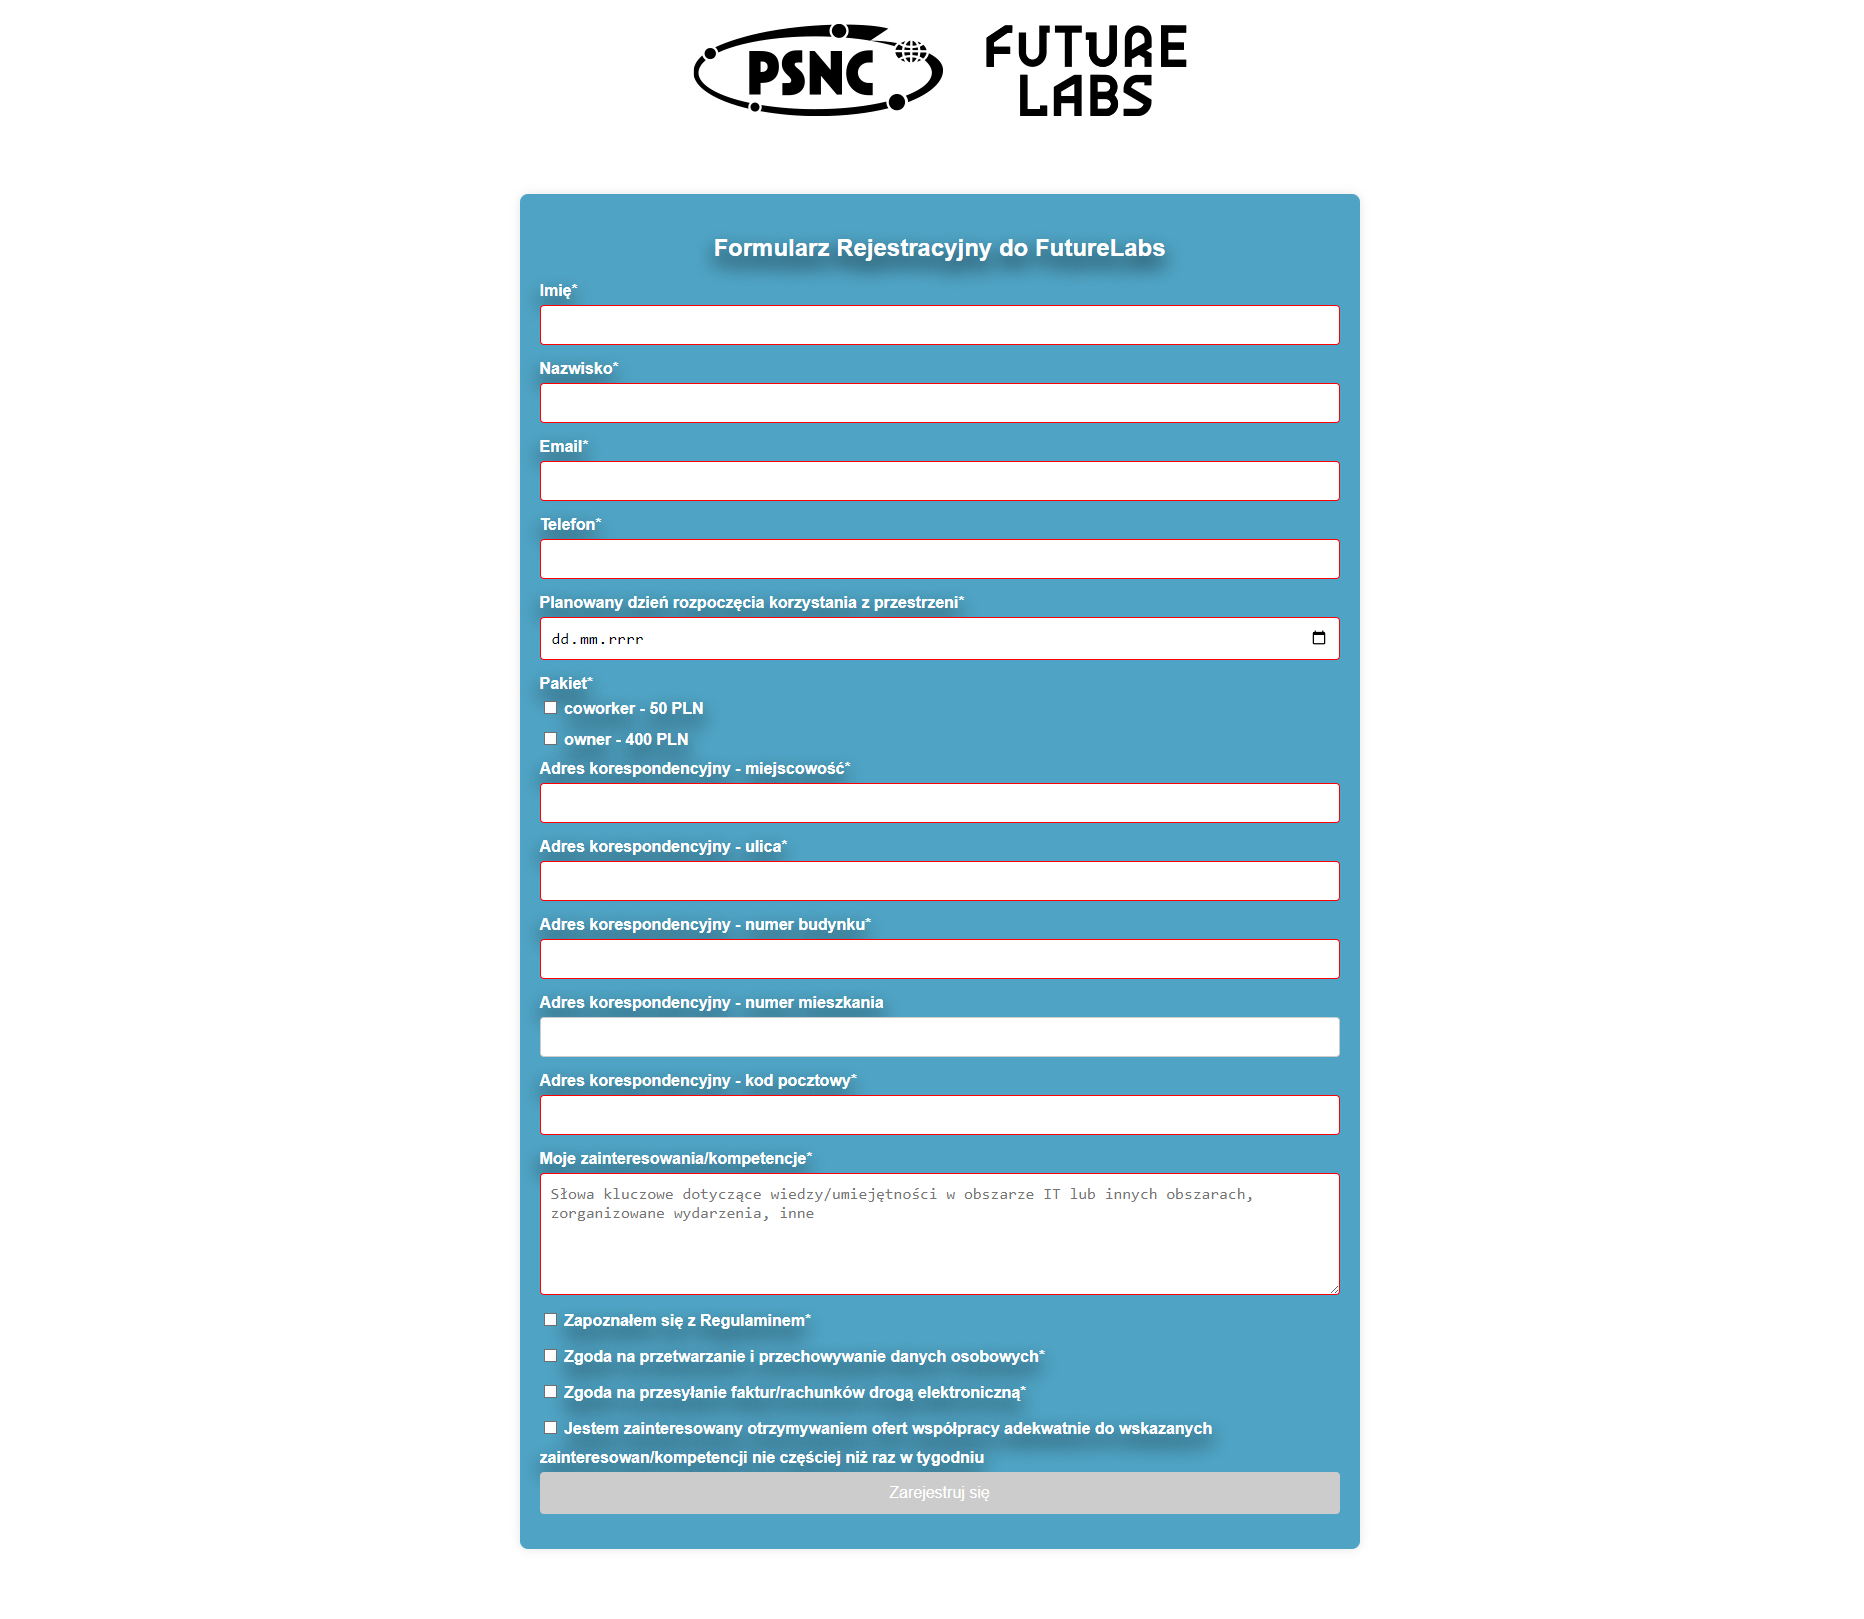 PSNC
FUTURE
LABS
Formularz Rejestracyjny do FutureLabs
Imię*
Nazwisko*
Email*
Telefon*
Planowany dzień rozpoczęcia korzystania z przestrzeni*
dd.mm.rrrr
Pakiet*
coworker - 50 PLN
owner - 400 PLN
Adres korespondencyjny - miejscowość*
Adres korespondencyjny - ulica*
Adres korespondencyjny - numer budynku*
Adres korespondencyjny - numer mieszkania
Adres korespondencyjny - kod pocztowy*
Moje zainteresowania/kompetencje*
Słowa kluczowe dotyczące wiedzy/umiejętności w obszarze IT lub innych obszarach,
zorganizowane wydarzenia, inne
Zapoznałem się z Regulaminem*
Zgoda na przetwarzanie i przechowywanie danych osobowych*
Zgoda na przesyłanie faktur/rachunków drogą elektroniczną*
Jestem zainteresowany otrzymywaniem ofert współpracy adekwatnie do wskazanych
zainteresowan/kompetencji nie częściej niż raz w tygodniu
Zarejestruj się